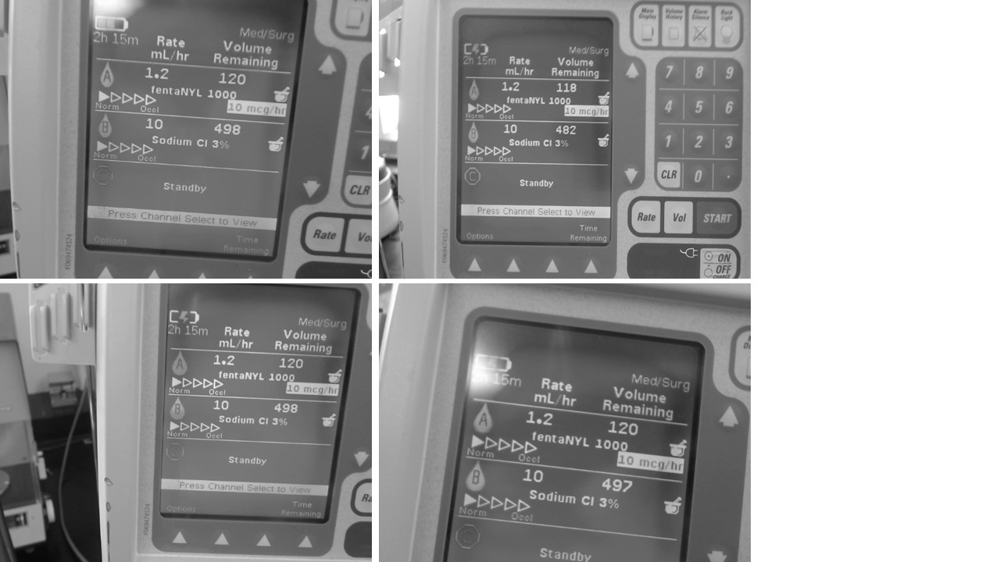 2h 15m
Med/Surg
Rate
mL/hr
Volume
Remaining
A
1.2
120
fentaNYL 1000
Norm
Occl
10 mcg/hr
B
10
498
Sodium Cl 3%
Norm
Occl
C
Standby
Press Channel Select to View
Options
Time
Remaining
CLR
Rate
2h 15m
Med/Surg
Rate
mL/hr
Volume
Remaining
A
1.2
118
fentaNYL 1000
Norm
Occl
10 mcg/hr
B
10
482
Sodium Cl 3%
Norm
Occl
C
Standby
Press Channel Select to View
Options
Time
Remaining
Main
Display
Volume
History
Alarm
Silence
Back
Light
7 8 9
4 5 6
1 2 3
CLR 0 .
Rate
Vol
START
ON
OFF
CHARGE
2h 15m
Med/Surg
Rate
mL/hr
Volume
Remaining
A
1.2
120
fentaNYL 1000
Norm
Occl
10 mcg/hr
B
10
498
Sodium Cl 3%
Norm
Occl
C
Standby
Press Channel Select to View
Options
Time
Remaining
15m
Med/Surg
Rate
mL/hr
Volume
Remaining
A
1.2
120
fentaNYL 1000
Norm
Occl
10 mcg/hr
B
10
497
Sodium Cl 3%
Norm
Occl
C
Standby